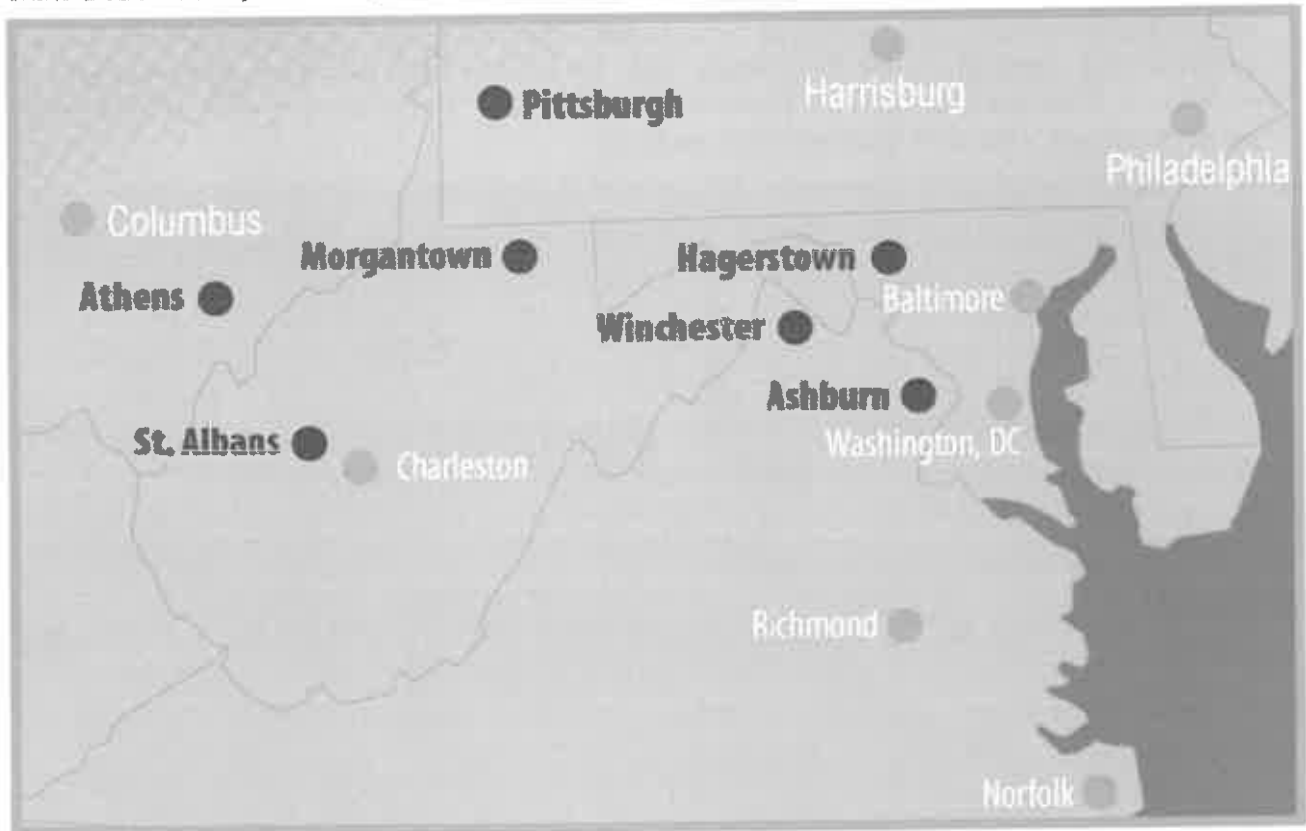 Pittsburgh
Harrisburg
Philadelphia
Columbus
Morgantown
Hagerstown
Athens
Baltimore
Winchester
Ashburn
St. Albans
Washington, DC
Charleston
Richmond
Norfolk